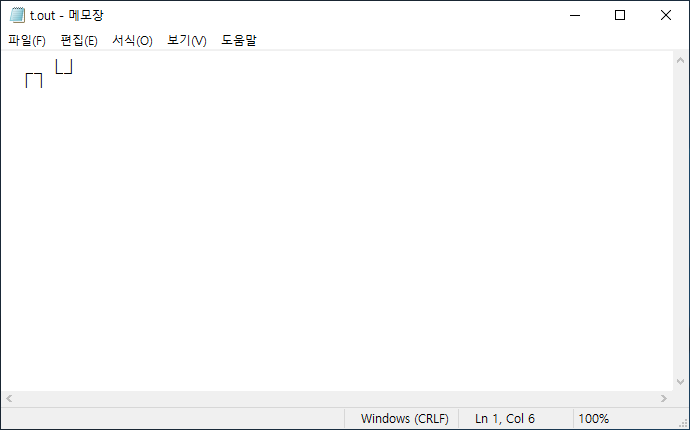 t.out - 메모장
파일(F) 편집(E) 서식(O) 보기(V) 도움말
┌┐└┘
Windows (CRLF) Ln 1, Col 6 100%